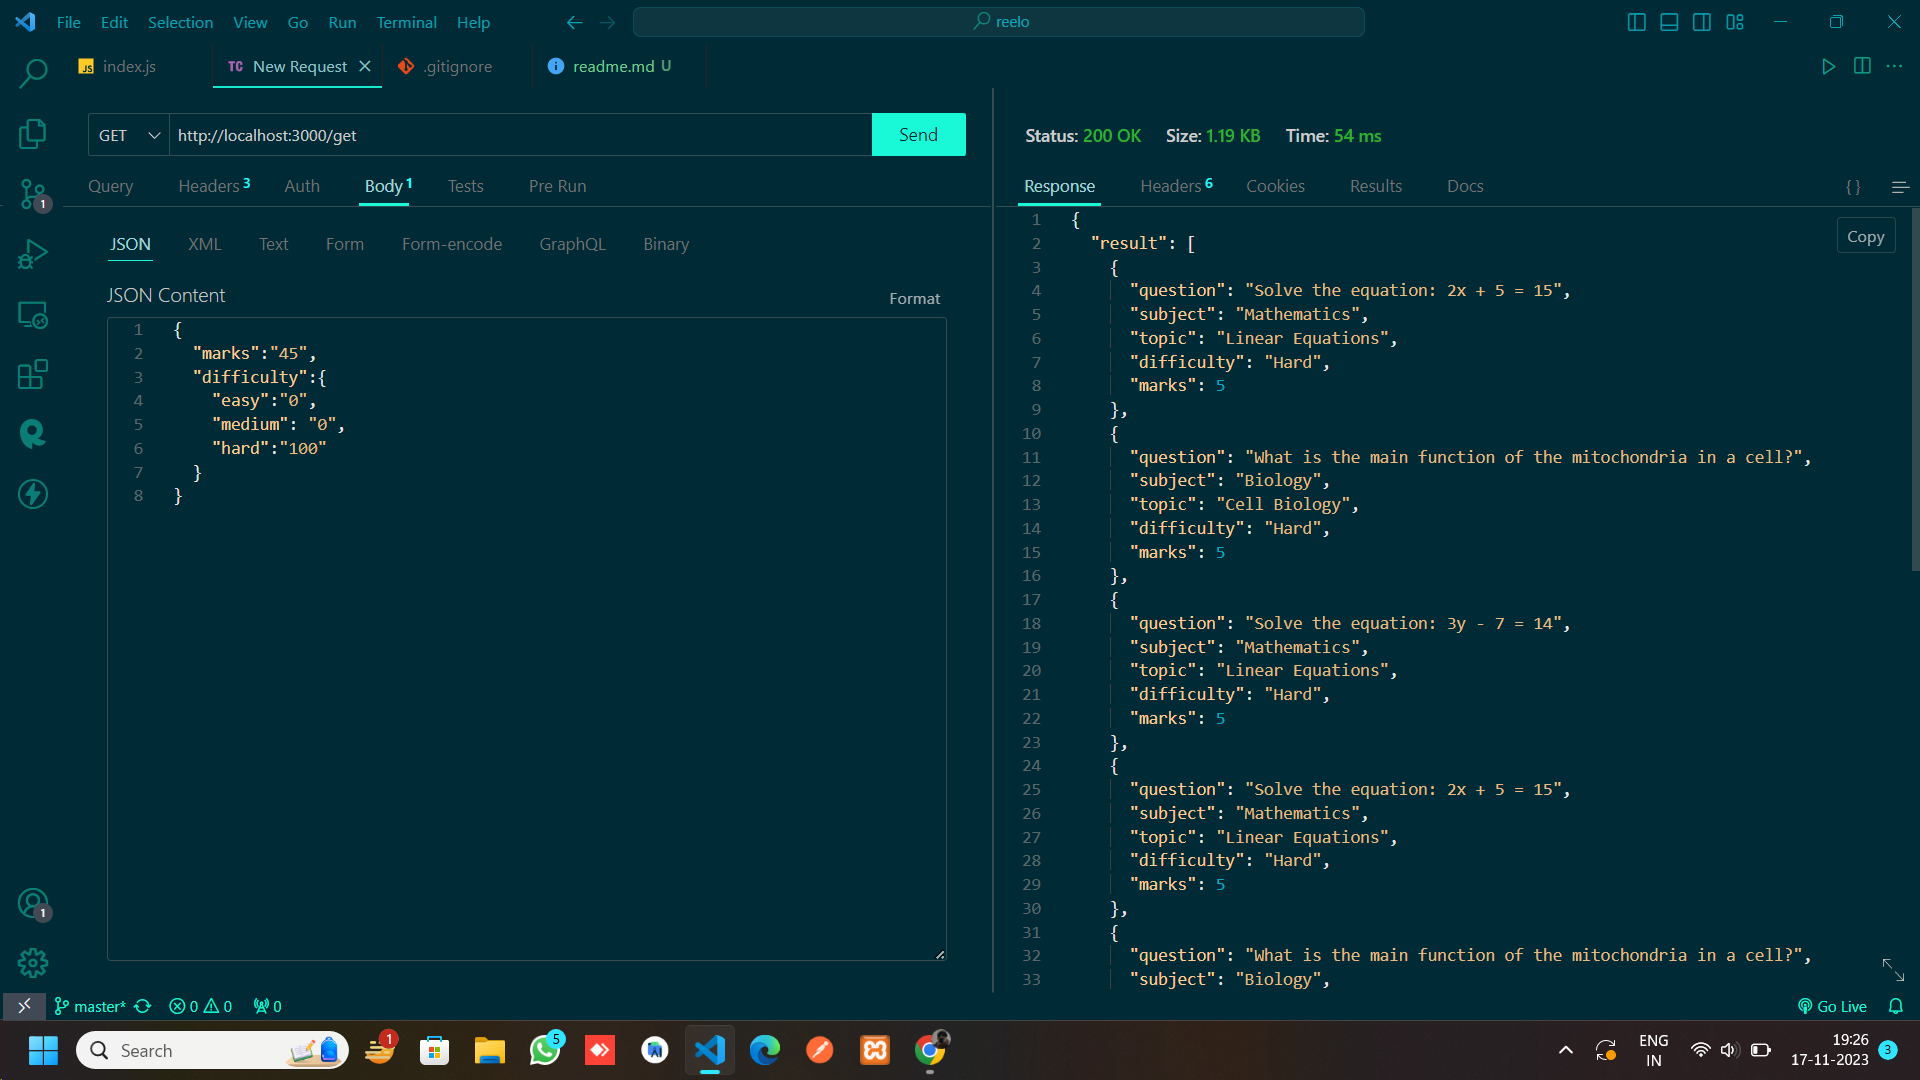 File Edit Selection View Go Run Terminal Help
reelo
JS index.js
TC New Request
.gitignore
readme.md U
GET http://localhost:3000/get Send
Query Headers 3 Auth Body 1 Tests Pre Run
JSON XML Text Form Form-encode GraphQL Binary
JSON Content
Format
1 {
2 "marks":"45",
3 "difficulty":{
4 "easy":"0",
5 "medium": "0",
6 "hard":"100"
7 }
8 }
Status: 200 OK Size: 1.19 KB Time: 54 ms
Response Headers 6 Cookies Results Docs { }
Copy
1 {
2 "result": [
3 {
4 "question": "Solve the equation: 2x + 5 = 15",
5 "subject": "Mathematics",
6 "topic": "Linear Equations",
7 "difficulty": "Hard",
8 "marks": 5
9 },
10 {
11 "question": "What is the main function of the mitochondria in a cell?",
12 "subject": "Biology",
13 "topic": "Cell Biology",
14 "difficulty": "Hard",
15 "marks": 5
16 },
17 {
18 "question": "Solve the equation: 3y - 7 = 14",
19 "subject": "Mathematics",
20 "topic": "Linear Equations",
21 "difficulty": "Hard",
22 "marks": 5
23 },
24 {
25 "question": "Solve the equation: 2x + 5 = 15",
26 "subject": "Mathematics",
27 "topic": "Linear Equations",
28 "difficulty": "Hard",
29 "marks": 5
30 },
31 {
32 "question": "What is the main function of the mitochondria in a cell?",
33 "subject": "Biology",
1
1
master* 0 0 0
Go Live
Search
1
5
ENG
IN
19:26
17-11-2023
3